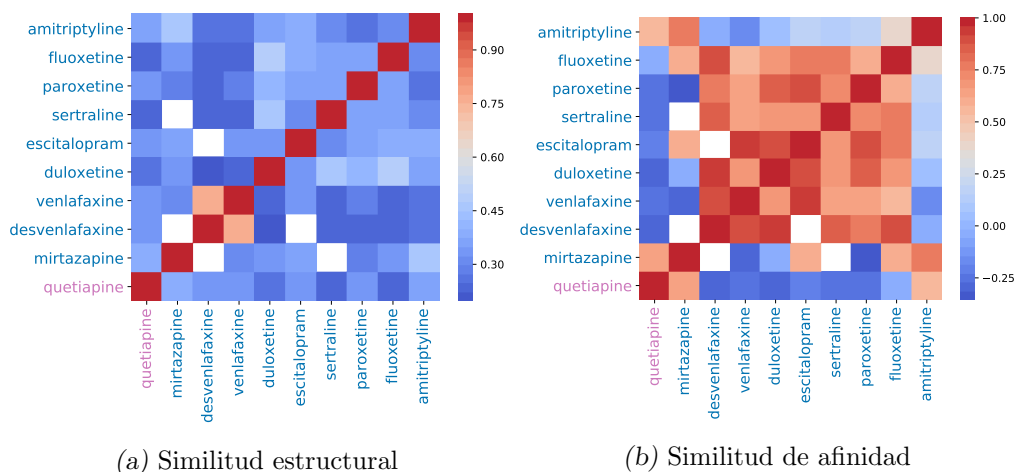 amitriptyline
fluoxetine
paroxetine
sertraline
escitalopram
duloxetine
venlafaxine
desvenlafaxine
mirtazapine
quetiapine
quetiapine
mirtazapine
desvenlafaxine
venlafaxine
duloxetine
escitalopram
sertraline
paroxetine
fluoxetine
amitriptyline
0.90
0.75
0.60
0.45
0.30
(a) Similitud estructural
amitriptyline
fluoxetine
paroxetine
sertraline
escitalopram
duloxetine
venlafaxine
desvenlafaxine
mirtazapine
quetiapine
quetiapine
mirtazapine
desvenlafaxine
venlafaxine
duloxetine
escitalopram
sertraline
paroxetine
fluoxetine
amitriptyline
1.00
0.75
0.50
0.25
0.00
−0.25
(b) Similitud de afinidad